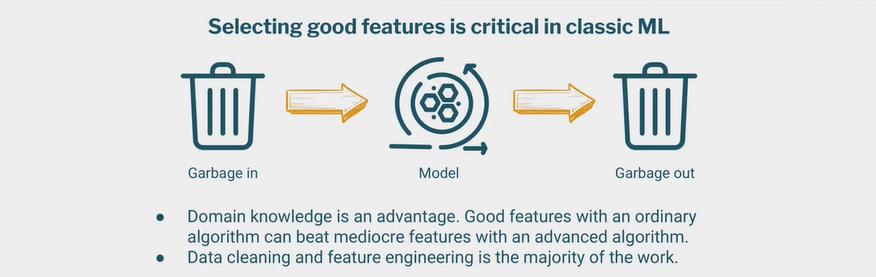 Selecting good features is critical in classic ML
Garbage in
Model
Garbage out
● Domain knowledge is an advantage. Good features with an ordinary
algorithm can beat mediocre features with an advanced algorithm.
● Data cleaning and feature engineering is the majority of the work.